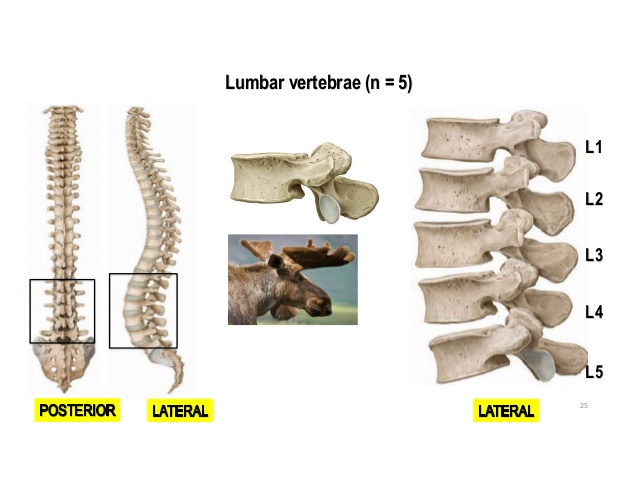 Lumbar vertebrae (n = 5)
L1
L2
L3
L4
L5
POSTERIOR
LATERAL
LATERAL
25